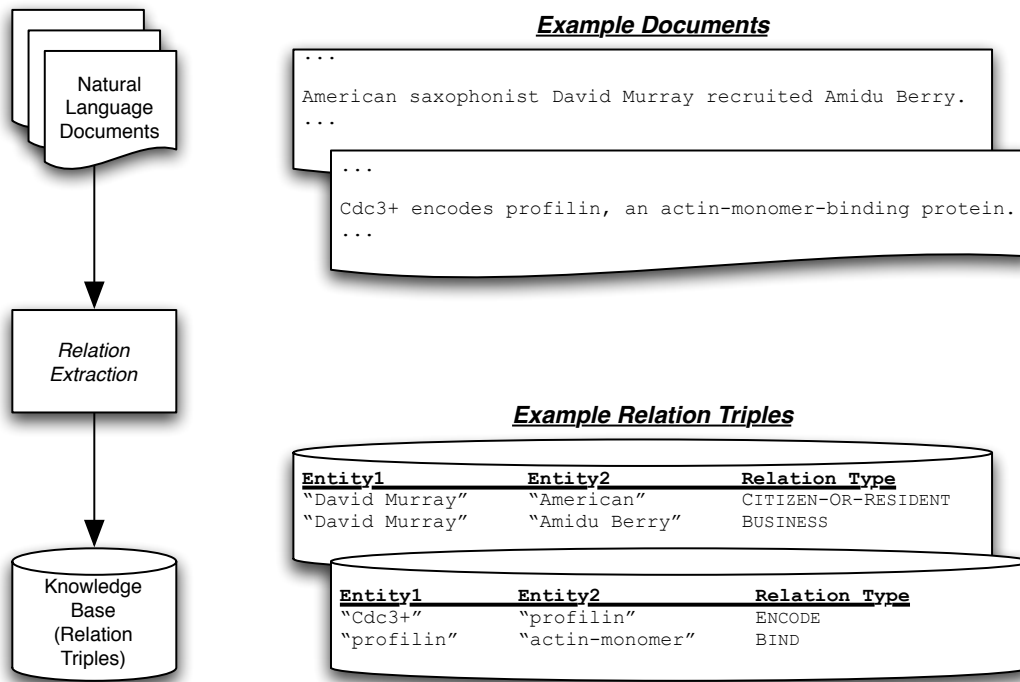 Natural
Language
Documents
Relation
Extraction
Knowledge
Base
(Relation
Triples)
Example Documents
...
American saxophonist David Murray recruited Amidu Berry.
...
...
Cdc3+ encodes profilin, an actin-monomer-binding protein.
...
Example Relation Triples
Entity1 Entity2 Relation Type
“David Murray” “American” CITIZEN-OR-RESIDENT
“David Murray” “Amidu Berry” BUSINESS
Entity1 Entity2 Relation Type
“Cdc3+” “profilin” ENCODE
“profilin” “actin-monomer” BIND